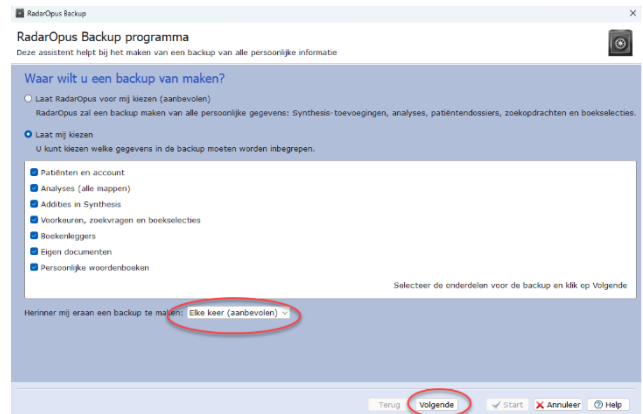 RadarOpus Backup
RadarOpus Backup programma
Deze assistent helpt bij het maken van een backup van alle persoonlijke informatie
Waar wilt u een backup van maken?
Laat RadarOpus voor mij kiezen (aanbevolen)
RadarOpus zal een backup maken van alle persoonlijke gegevens: Synthesis-toevoegingen, analyses, patiëntendossiers, zoekopdrachten en boekselecties.
Laat mij kiezen
U kunt kiezen welke gegevens in de backup moeten worden inbegrepen.
Patiënten en account
Analyses (alle mappen)
Addities in Synthesis
Voorkeuren, zoekvragen en boekselecties
Boekenleggers
Eigen documenten
Persoonlijke woordenboeken
Selecteer de onderdelen voor de backup en klik op Volgende
Herinner mij eraan een backup te maken: Elke keer (aanbevolen)
Terug Volgende Start Annuleer Help